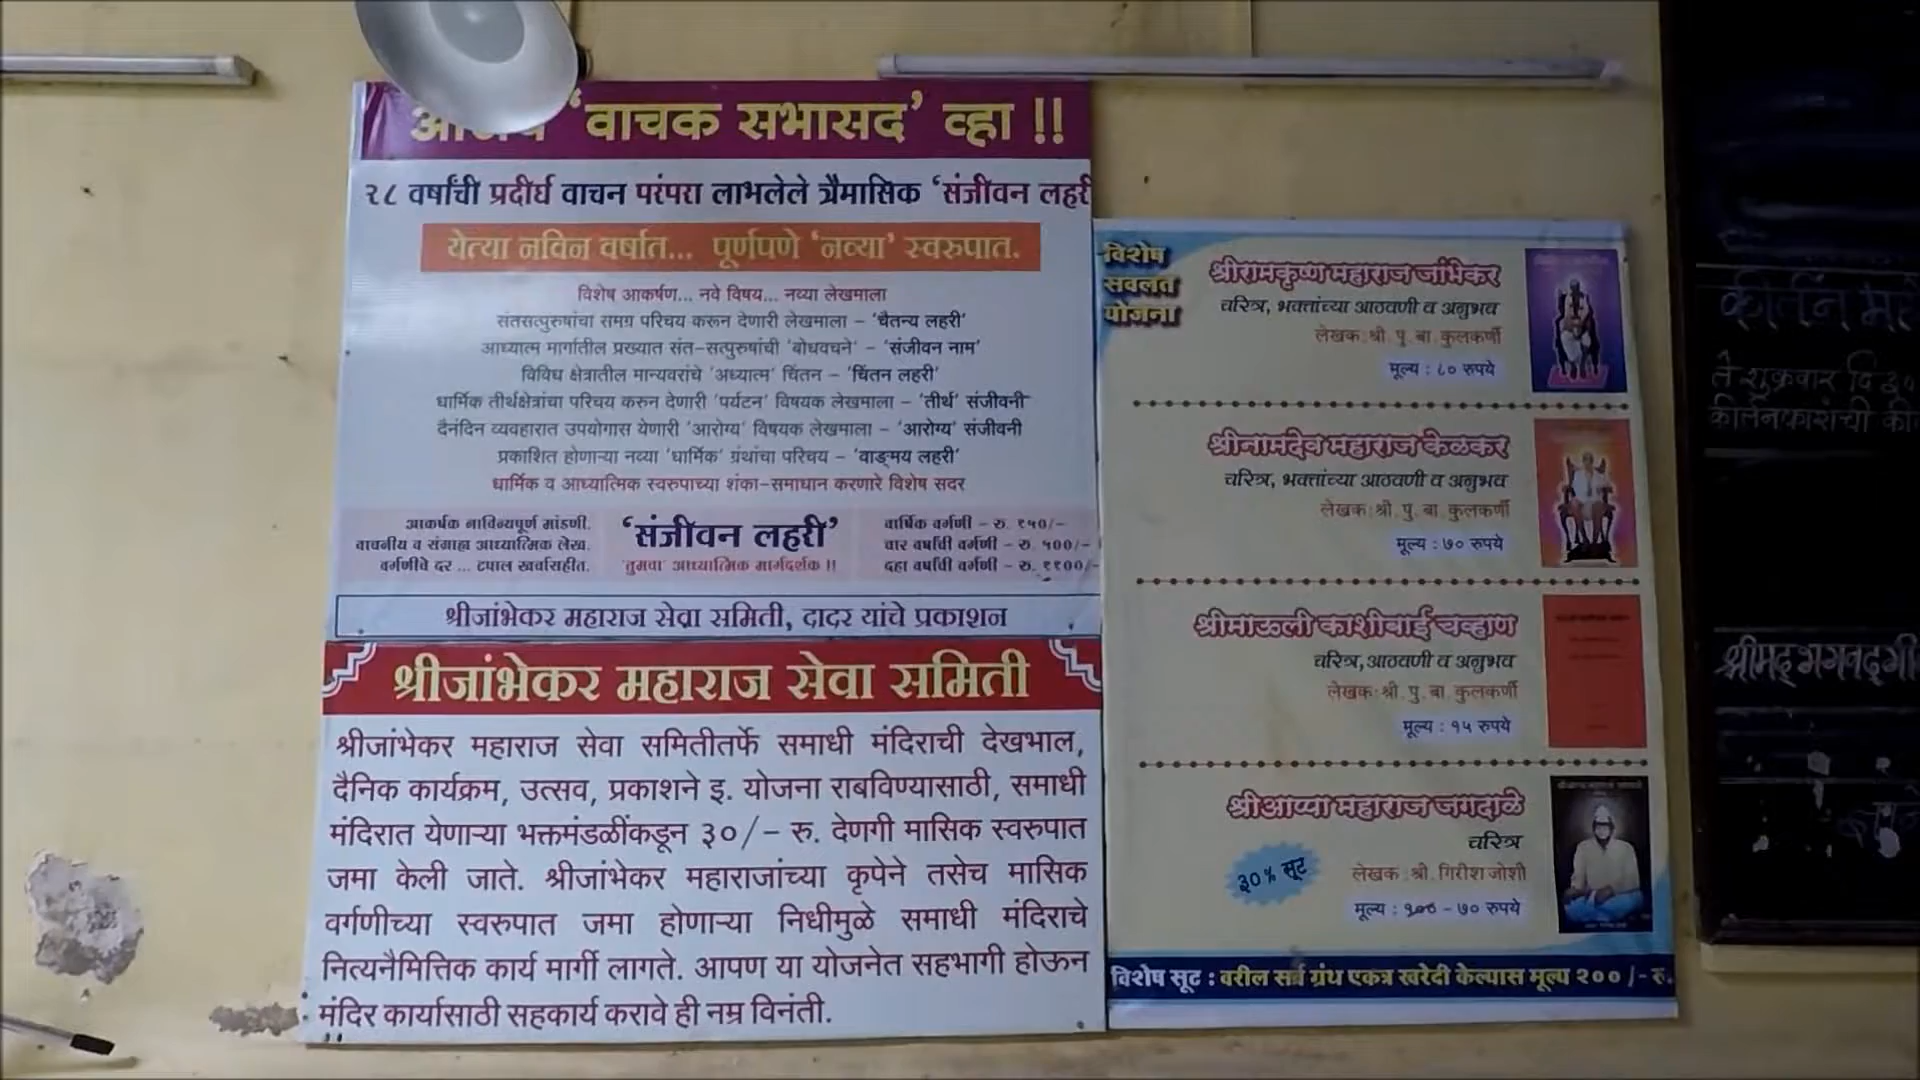 'वाचक सभासद' व्हा !!
२८ वर्षांची प्रदीर्घ वाचन परंपरा लाभलेले त्रैमासिक 'संजीवन लहरी
येत्या नविन वर्षात... पूर्णपणे 'नव्या' स्वरुपात.
विशेष आकर्षण... नवे विषय... नव्या लेखमाला
संतसत्पुरुषांचा समग्र परिचय करून देणारी लेखमाला – 'चैतन्य लहरी'
आध्यात्म मार्गातील प्रख्यात संत-सत्पुरुषांची 'बोधवचने' – 'संजीवन नाम'
विविध क्षेत्रातील मान्यवरांचे 'अध्यात्म' चिंतन – 'चिंतन लहरी'
धार्मिक तीर्थक्षेत्रांचा परिचय करुन देणारी 'पर्यटन' विषयक लेखमाला – 'तीर्थ' संजीवनी
दैनंदिन व्यवहारात उपयोगास येणारी 'आरोग्य' विषयक लेखमाला – 'आरोग्य' संजीवनी
प्रकाशित होणाऱ्या नव्या 'धार्मिक' ग्रंथांचा परिचय – 'वाङ्मय लहरी'
धार्मिक व आध्यात्मिक स्वरुपाच्या शंका-समाधान करणारे विशेष सदर
आकर्षक नाविन्यपूर्ण मांडणी.
वाचनीय व संग्राह्य आध्यात्मिक लेख.
वर्गणीचे दर ... टपाल खर्चासहीत.
'संजीवन लहरी'
'तुमचा' आध्यात्मिक मार्गदर्शक !!
वार्षिक वर्गणी – रु. १५०/–
चार वर्षांची वर्गणी – रु. ५००/–
दहा वर्षांची वर्गणी – रु. ११००/–
श्रीजांभेकर महाराज सेवा समिती, दादर यांचे प्रकाशन
श्रीजांभेकर महाराज सेवा समिती
श्रीजांभेकर महाराज सेवा समितीतर्फे समाधी मंदिराची देखभाल,
दैनिक कार्यक्रम, उत्सव, प्रकाशने इ. योजना राबविण्यासाठी, समाधी
मंदिरात येणाऱ्या भक्तमंडळींकडून ३०/– रु. देणगी मासिक स्वरुपात
जमा केली जाते. श्रीजांभेकर महाराजांच्या कृपेने तसेच मासिक
वर्गणीच्या स्वरुपात जमा होणाऱ्या निधीमुळे समाधी मंदिराचे
नित्यनैमित्तिक कार्य मार्गी लागते. आपण या योजनेत सहभागी होऊन
मंदिर कार्यासाठी सहकार्य करावे ही नम्र विनंती.
विशेष
सवलत
योजना
श्रीरामकृष्ण महाराज जांभेकर
चरित्र, भक्तांच्या आठवणी व अनुभव
लेखक: श्री. पु. बा. कुलकर्णी
मूल्य : ८० रुपये
श्रीनामदेव महाराज केळकर
चरित्र, भक्तांच्या आठवणी व अनुभव
लेखक: श्री. पु. बा. कुलकर्णी
मूल्य : ७० रुपये
श्रीमाऊली काशीबाई चव्हाण
चरित्र, आठवणी व अनुभव
लेखक: श्री. पु. बा. कुलकर्णी
मूल्य : १५ रुपये
श्रीआप्पा महाराज जगदाळे
चरित्र
लेखक : श्री. गिरीश जोशी
३०% सूट
मूल्य : १०० – ७० रुपये
विशेष सूट : वरील सर्व ग्रंथ एकत्र खरेदी केल्यास मूल्य २०० /- रु.
कीर्तन
ते शुक्रवार दि ३०
कीर्तनकारांची
श्रीमद् भगवद्गी